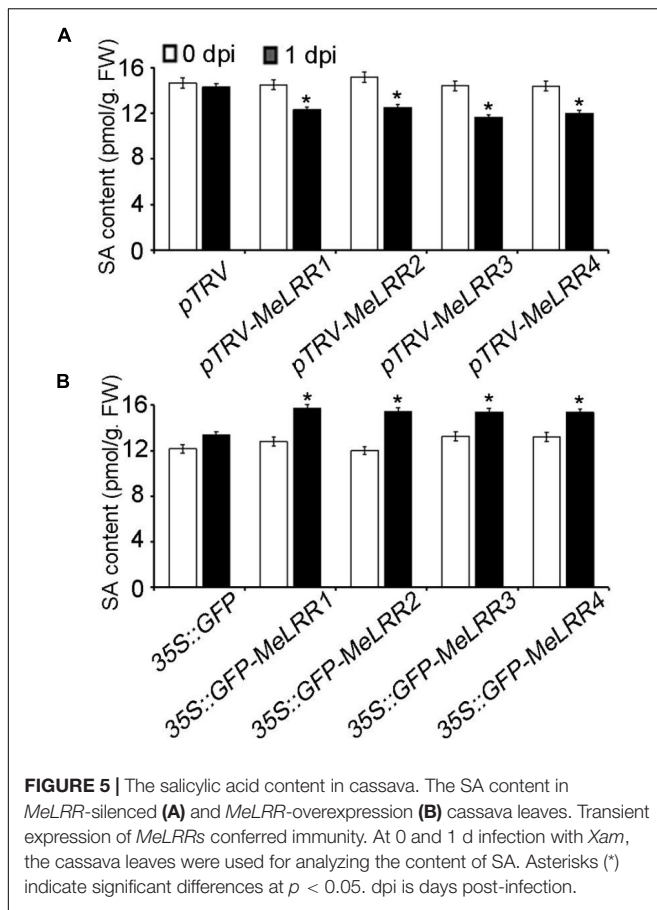 A
0 dpi 1 dpi
16
12
8
4
0
SA content (pmol/g. FW)
* * * *
pTRV
pTRV-MeLRR1
pTRV-MeLRR2
pTRV-MeLRR3
pTRV-MeLRR4
B
16
12
8
4
0
SA content (pmol/g. FW)
* * * *
35S::GFP
35S::GFP-MeLRR1
35S::GFP-MeLRR2
35S::GFP-MeLRR3
35S::GFP-MeLRR4
FIGURE 5 | The salicylic acid content in cassava. The SA content in
MeLRR-silenced (A) and MeLRR-overexpression (B) cassava leaves. Transient
expression of MeLRRs conferred immunity. At 0 and 1 d infection with Xam,
the cassava leaves were used for analyzing the content of SA. Asterisks (*)
indicate significant differences at p < 0.05. dpi is days post-infection.